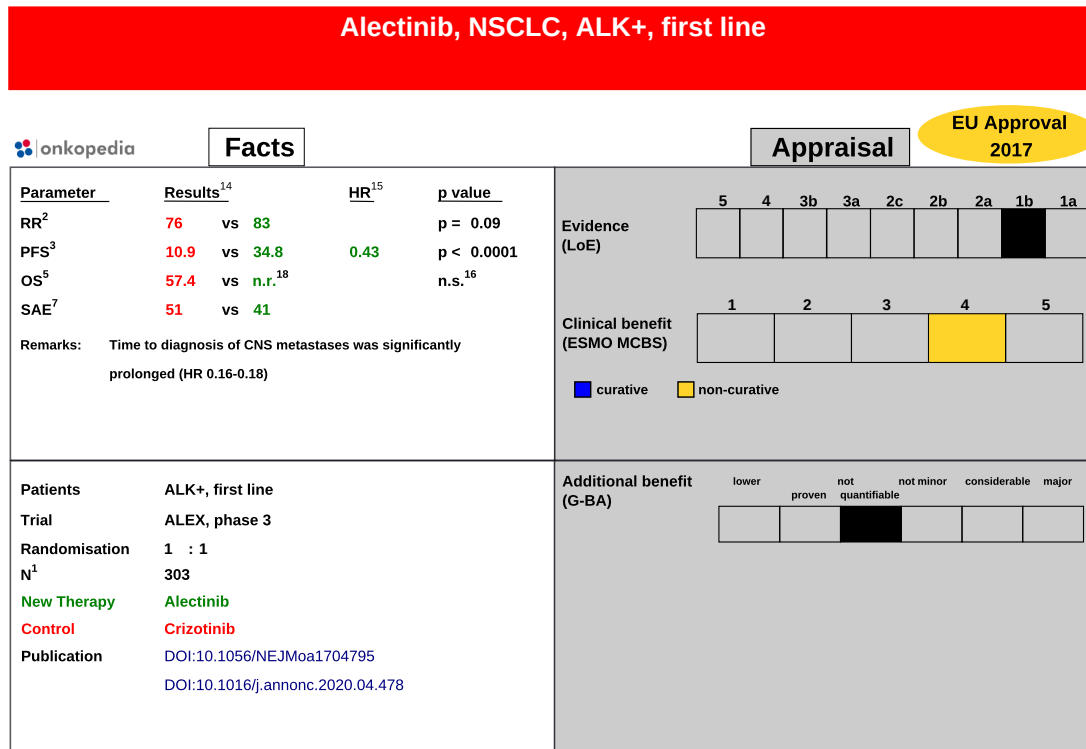 Alectinib, NSCLC, ALK+, first line
onkopedia
Facts
Appraisal
EU Approval
2017
Parameter Results14 HR15 p value
RR2 76 vs 83 p = 0.09
PFS3 10.9 vs 34.8 0.43 p < 0.0001
OS5 57.4 vs n.r.18 n.s.16
SAE7 51 vs 41
Remarks: Time to diagnosis of CNS metastases was significantly
prolonged (HR 0.16-0.18)
5 4 3b 3a 2c 2b 2a 1b 1a
Evidence
(LoE)
1 2 3 4 5
Clinical benefit
(ESMO MCBS)
curative non-curative
Patients ALK+, first line
Trial ALEX, phase 3
Randomisation 1 : 1
N1 303
New Therapy Alectinib
Control Crizotinib
Publication DOI:10.1056/NEJMoa1704795
DOI:10.1016/j.annonc.2020.04.478
Additional benefit
(G-BA)
lower not not minor considerable major
proven quantifiable